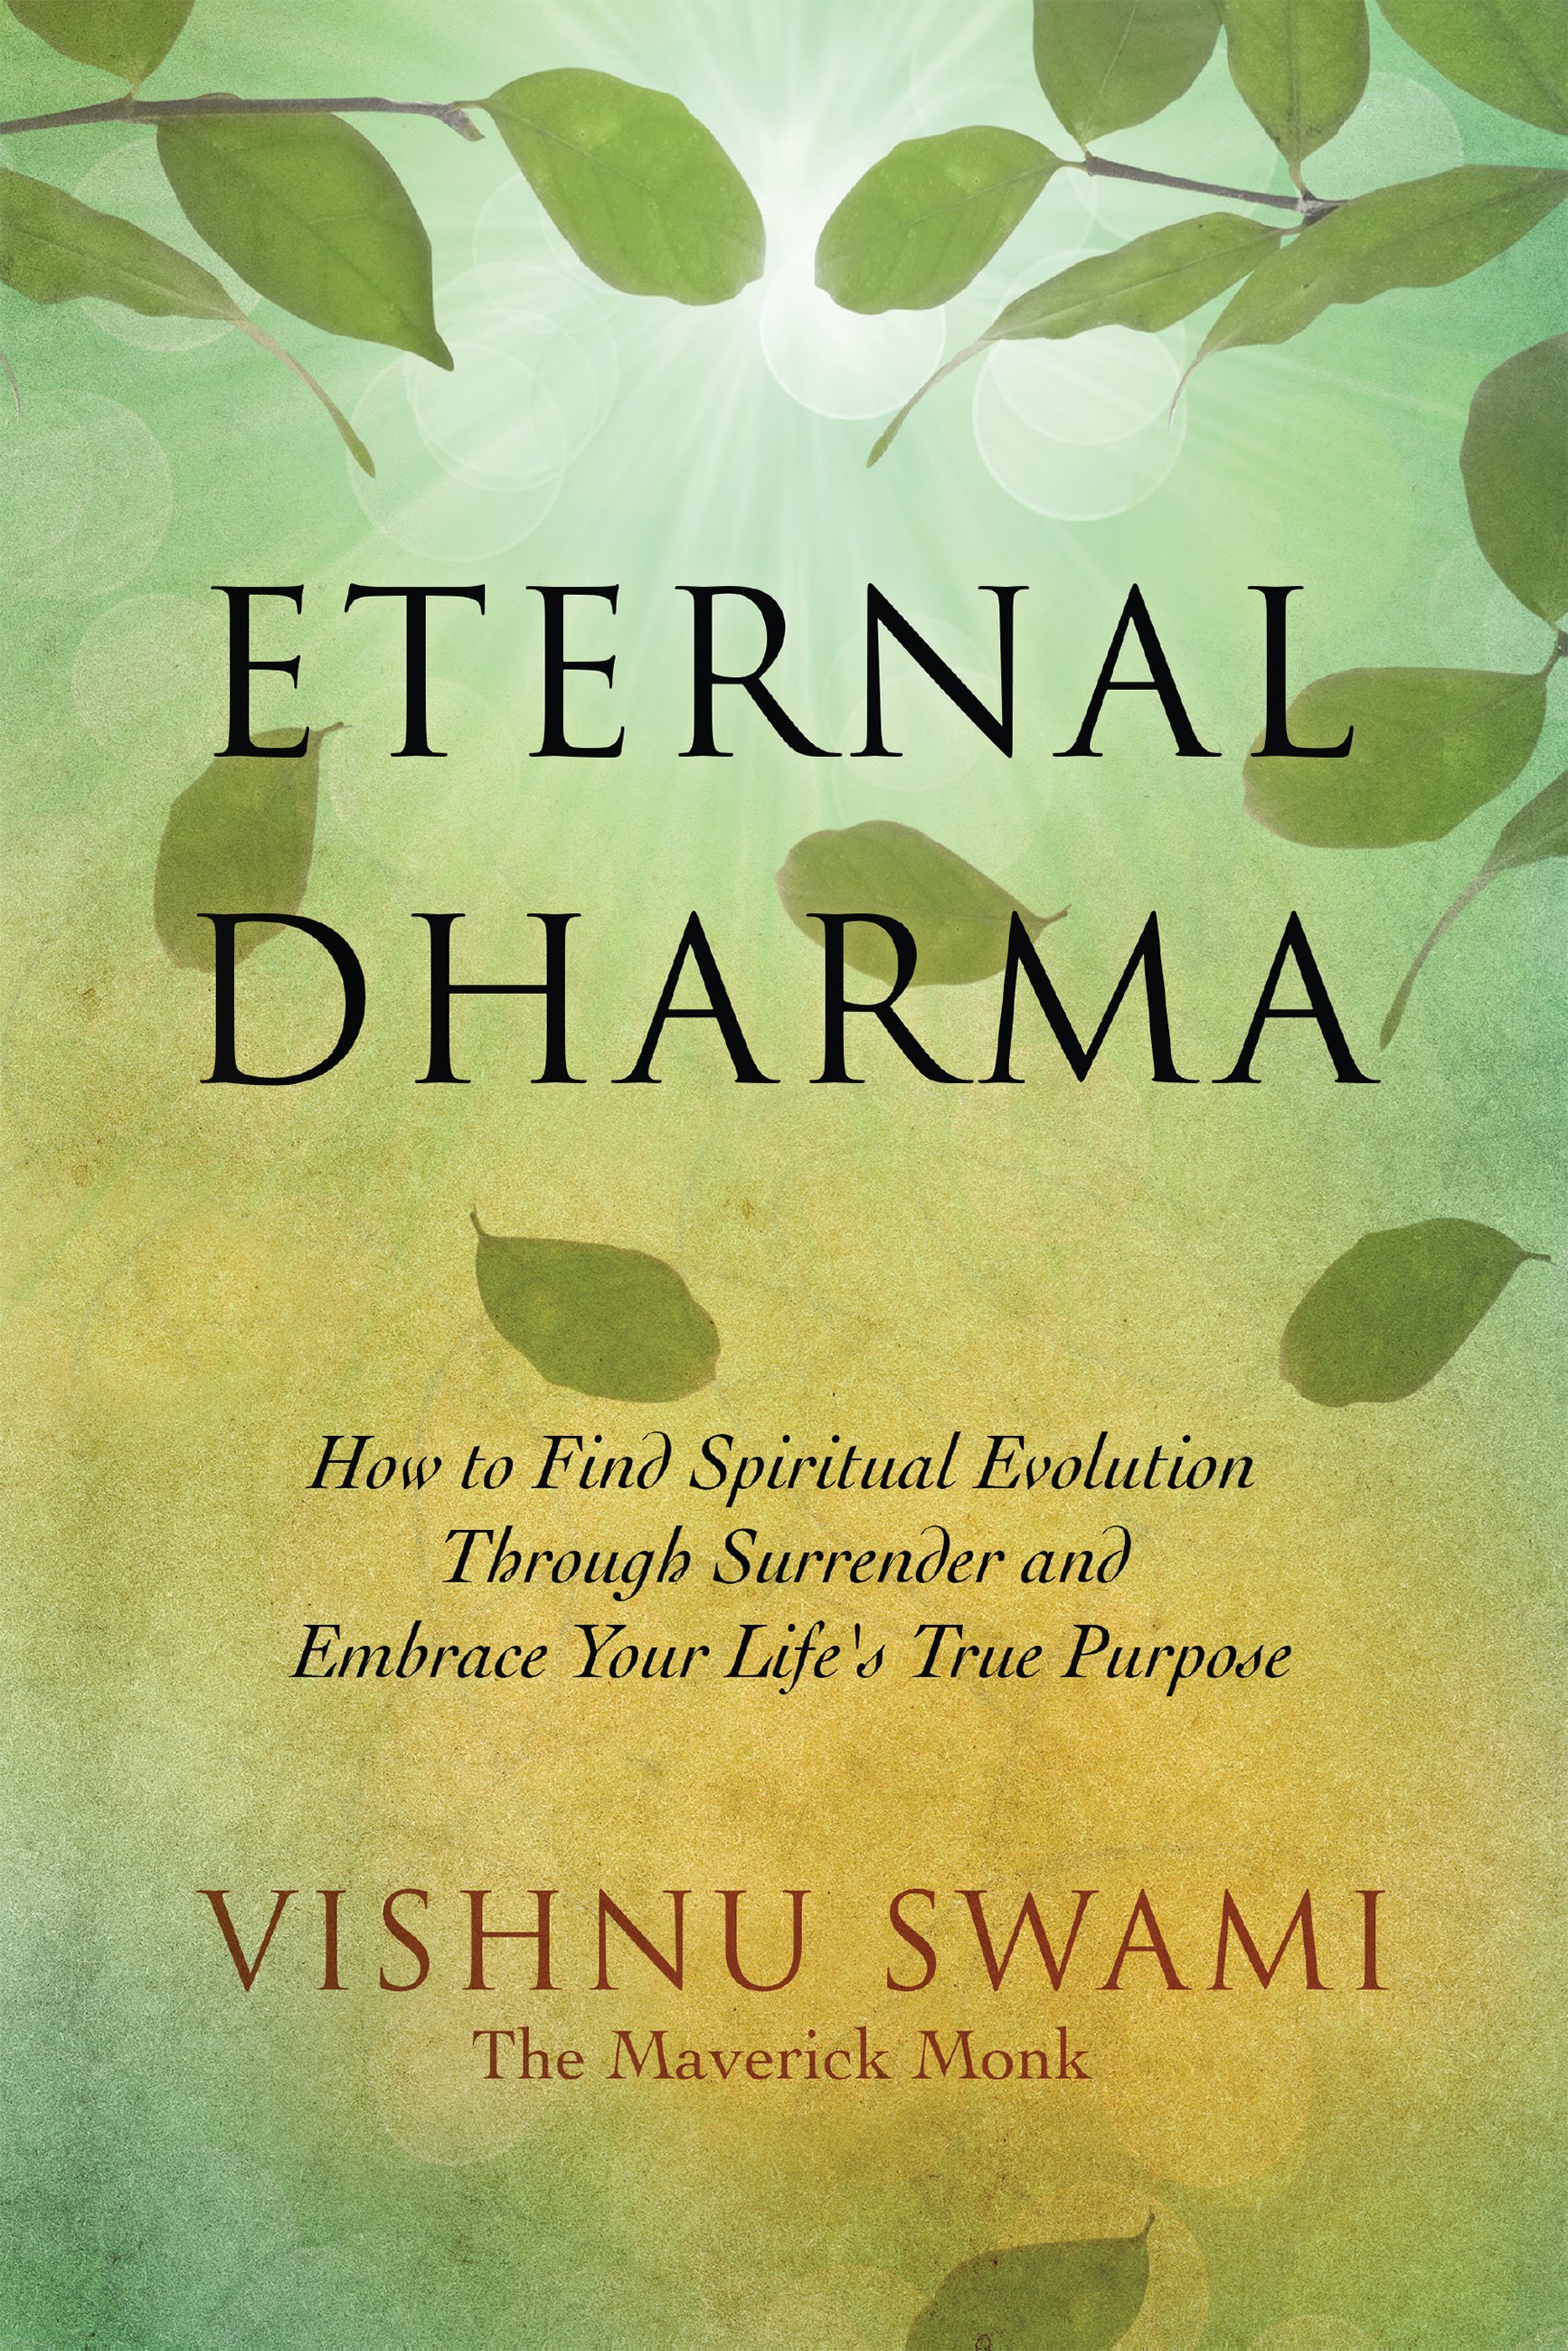 ETERNAL
DHARMA
How to Find Spiritual Evolution
Through Surrender and
Embrace Your Life's True Purpose
VISHNU SWAMI
The Maverick Monk